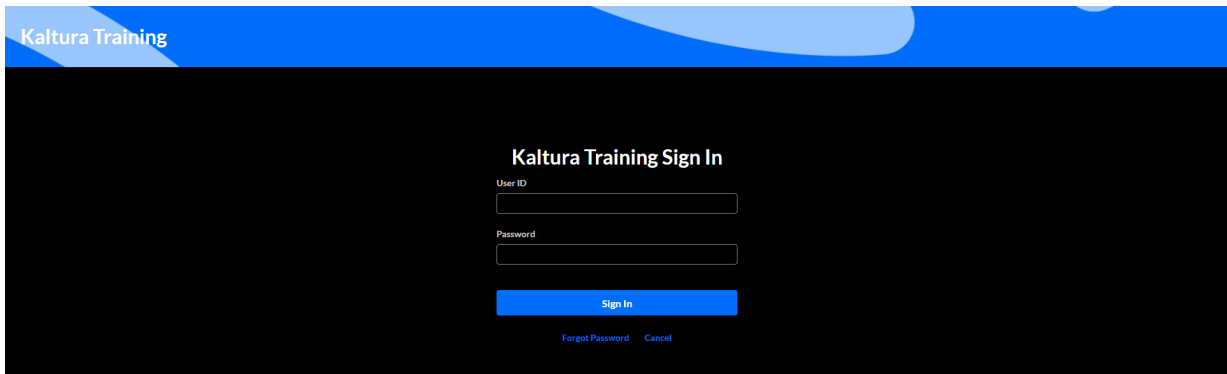 Kaltura Training
Kaltura Training Sign In
User ID
Password
Sign In
Forgot Password Cancel